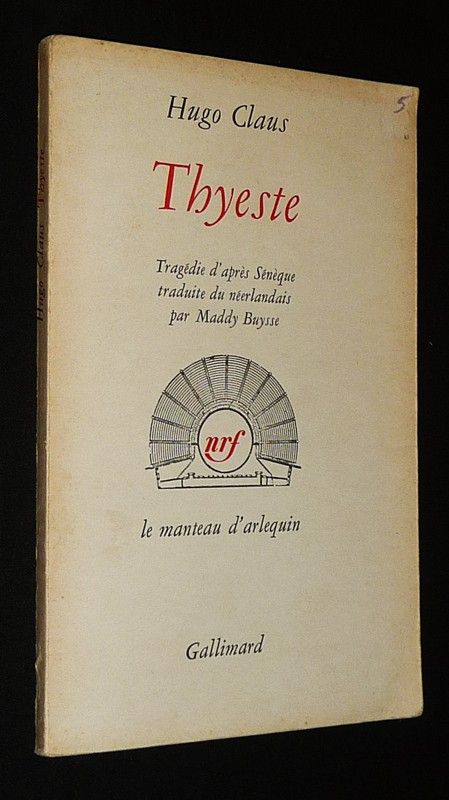 Hugo Claus
5
Thyeste
Tragédie d'après Sénèque
traduite du néerlandais
par Maddy Buysse
nrf
le manteau d'arlequin
Gallimard
Hugo Claus Thyeste